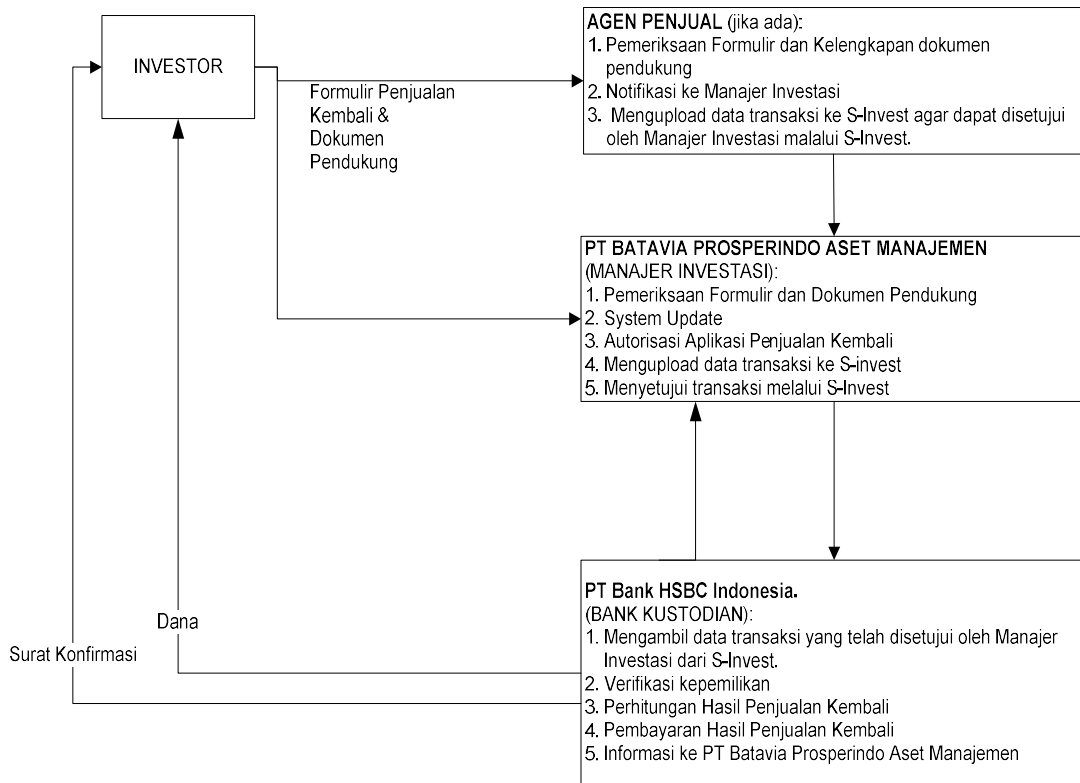 INVESTOR
Formulir Penjualan
Kembali &
Dokumen
Pendukung
AGEN PENJUAL (jika ada):
1. Pemeriksaan Formulir dan Kelengkapan dokumen
pendukung
2. Notifikasi ke Manajer Investasi
3. Mengupload data transaksi ke S-Invest agar dapat disetujui
oleh Manajer Investasi malalui S-Invest.
PT BATAVIA PROSPERINDO ASET MANAJEMEN
(MANAJER INVESTASI):
1. Pemeriksaan Formulir dan Dokumen Pendukung
2. System Update
3. Autorisasi Aplikasi Penjualan Kembali
4. Mengupload data transaksi ke S-invest
5. Menyetujui transaksi melalui S-Invest
PT Bank HSBC Indonesia.
(BANK KUSTODIAN):
1. Mengambil data transaksi yang telah disetujui oleh Manajer
Investasi dari S-Invest.
2. Verifikasi kepemilikan
3. Perhitungan Hasil Penjualan Kembali
4. Pembayaran Hasil Penjualan Kembali
5. Informasi ke PT Batavia Prosperindo Aset Manajemen
Dana
Surat Konfirmasi